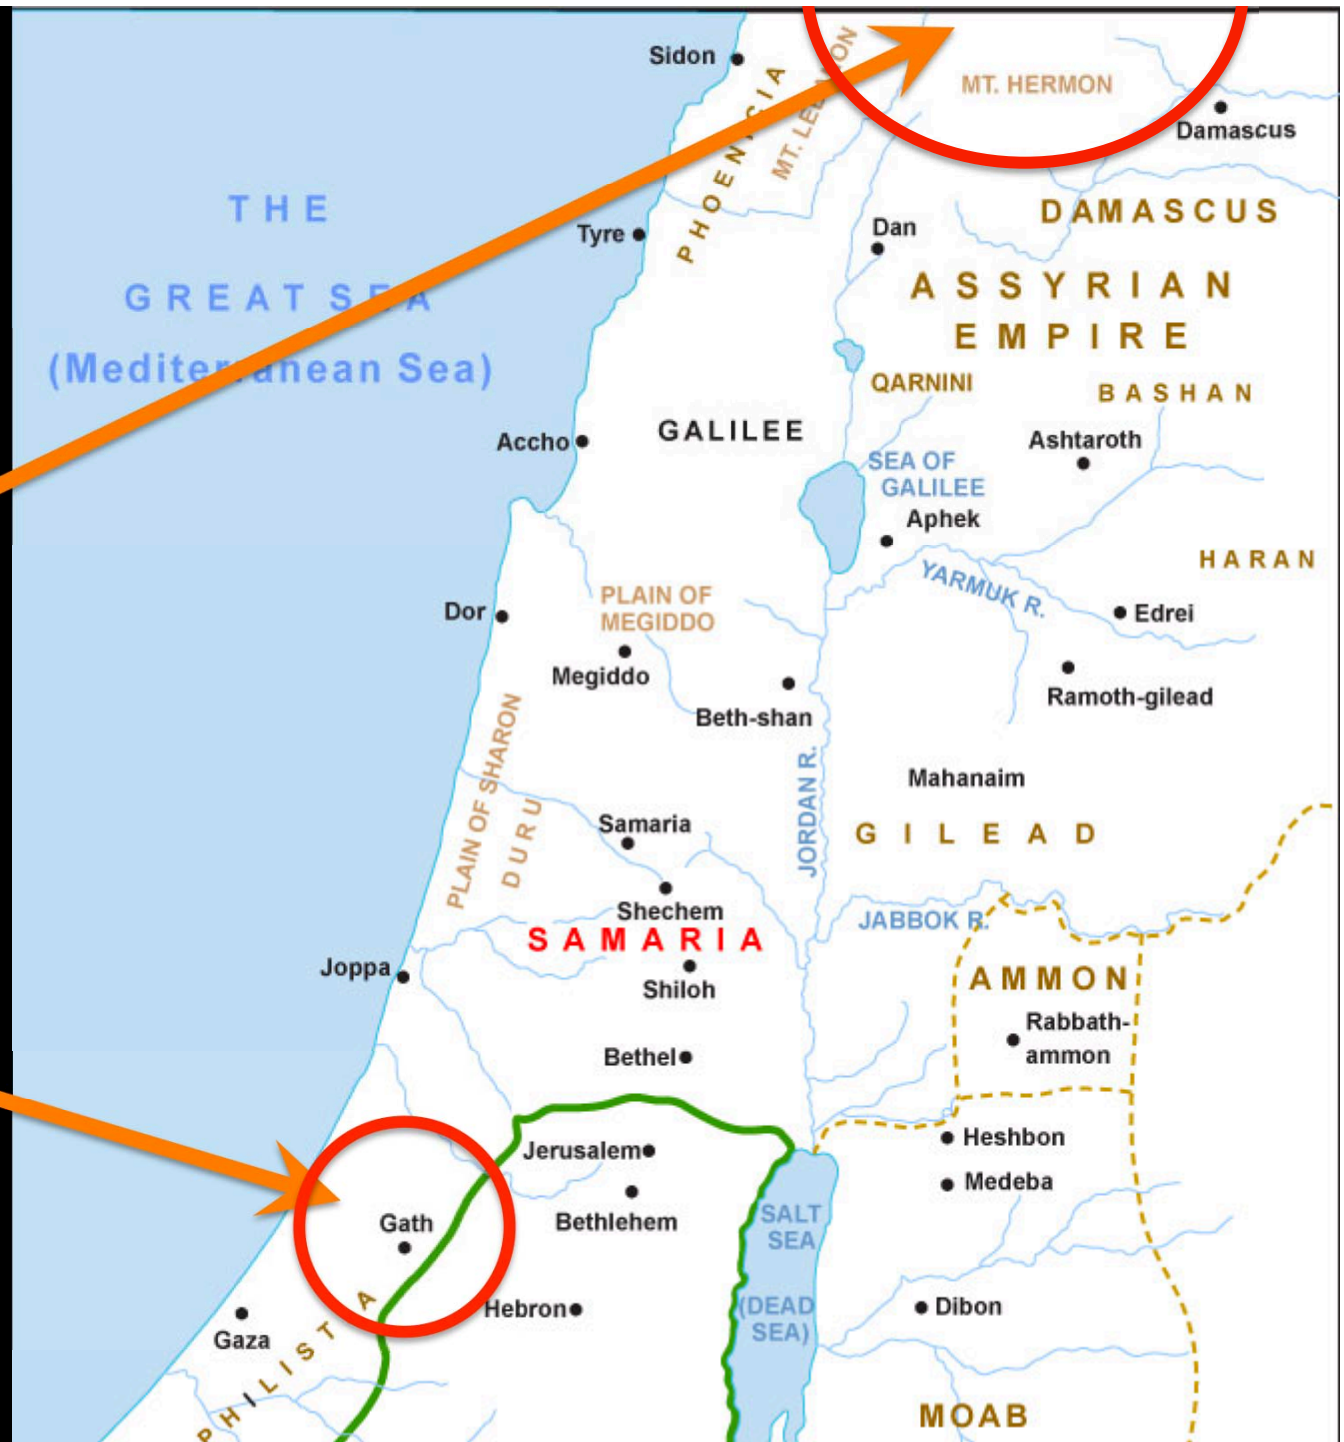 Sidon
PHOENICIA
MT. LEBANON
MT. HERMON
Damascus
THE
GREAT SEA
(Mediterranean Sea)
Tyre
Dan
DAMASCUS
ASSYRIAN
EMPIRE
QARNINI
BASHAN
Accho
GALILEE
Ashtaroth
SEA OF
GALILEE
Aphek
HARAN
YARMUK R.
PLAIN OF
MEGIDDO
Dor
Edrei
Megiddo
Ramoth-gilead
Beth-shan
PLAIN OF SHARON
DURU
JORDAN R.
Mahanaim
Samaria
GILEAD
Shechem
JABBOK R.
SAMARIA
Joppa
Shiloh
AMMON
Rabbath-
ammon
Bethel
Jerusalem
Heshbon
Medeba
Gath
Bethlehem
SALT
SEA
(DEAD
SEA)
Hebron
Dibon
Gaza
PHILISTIA
MOAB